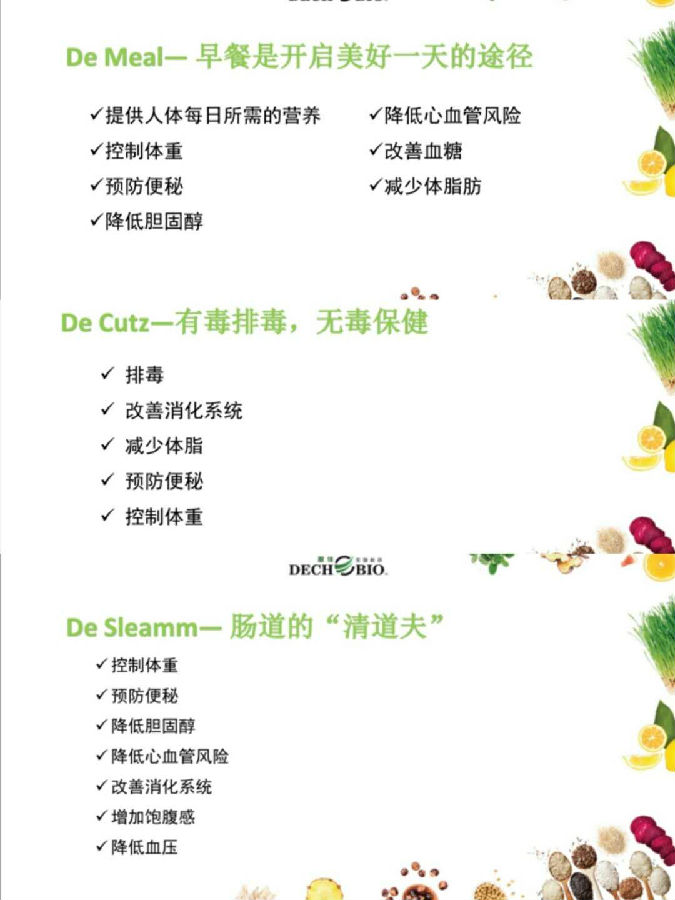 De Meal— 早餐是开启美好一天的途径
✓提供人体每日所需的营养
✓控制体重
✓预防便秘
✓降低胆固醇
✓降低心血管风险
✓改善血糖
✓减少体脂肪
De Cutz—有毒排毒，无毒保健
✓ 排毒
✓ 改善消化系统
✓ 减少体脂
✓ 预防便秘
✓ 控制体重
DECH BIO
De Sleamm— 肠道的“清道夫”
✓控制体重
✓预防便秘
✓降低胆固醇
✓降低心血管风险
✓改善消化系统
✓增加饱腹感
✓降低血压